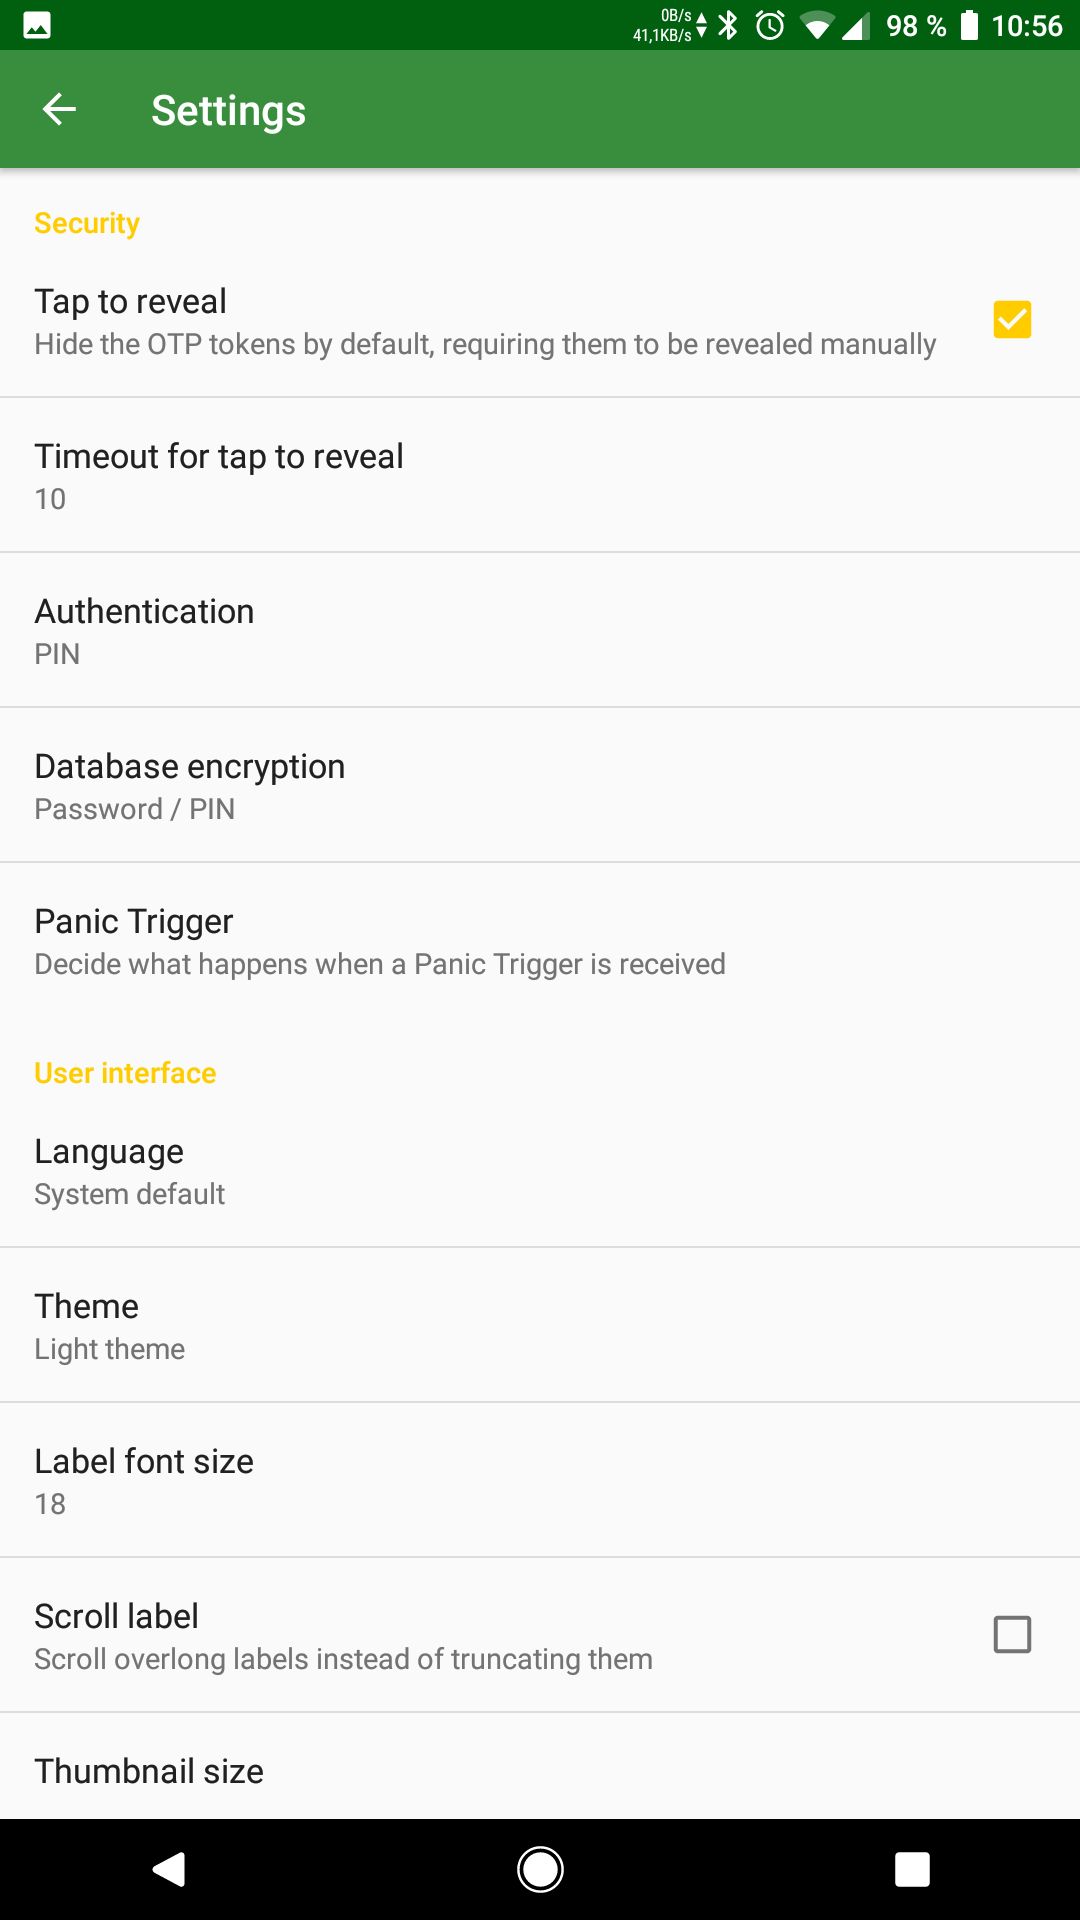 0B/s
41,1KB/s
98 %
10:56
Settings
Security
Tap to reveal
Hide the OTP tokens by default, requiring them to be revealed manually
Timeout for tap to reveal
10
Authentication
PIN
Database encryption
Password / PIN
Panic Trigger
Decide what happens when a Panic Trigger is received
User interface
Language
System default
Theme
Light theme
Label font size
18
Scroll label
Scroll overlong labels instead of truncating them
Thumbnail size